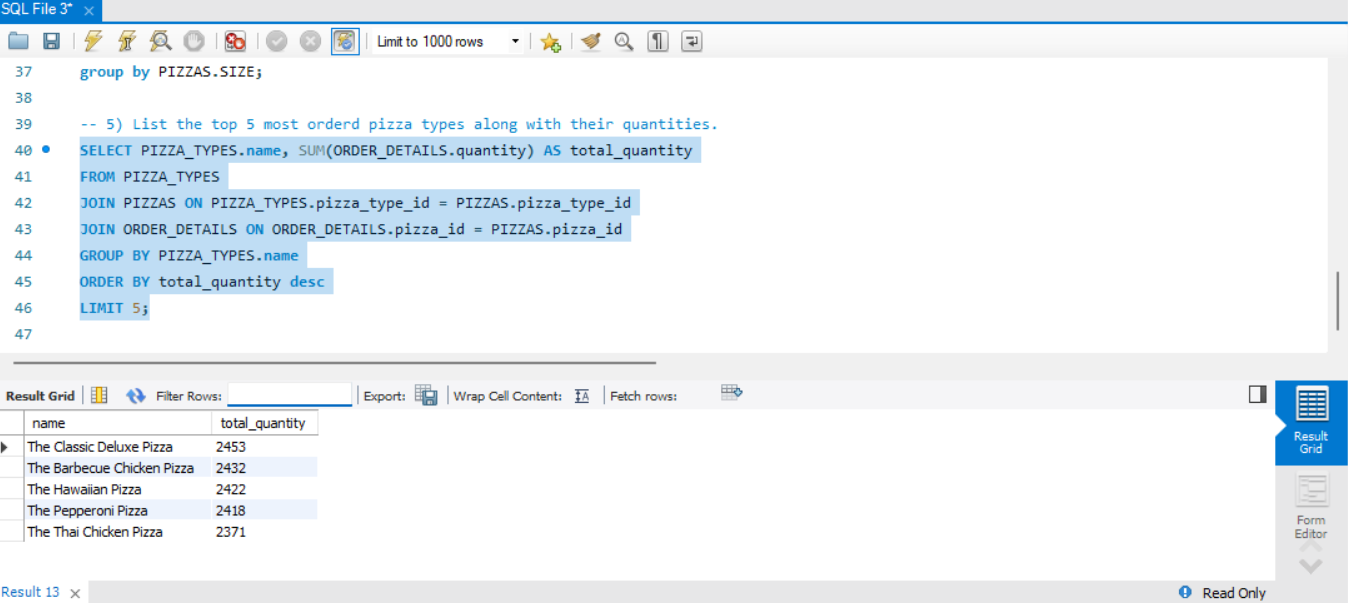 SQL File 3*
Limit to 1000 rows
37 group by PIZZAS.SIZE;
38
39 -- 5) List the top 5 most orderd pizza types along with their quantities.
40 SELECT PIZZA_TYPES.name, SUM(ORDER_DETAILS.quantity) AS total_quantity
41 FROM PIZZA_TYPES
42 JOIN PIZZAS ON PIZZA_TYPES.pizza_type_id = PIZZAS.pizza_type_id
43 JOIN ORDER_DETAILS ON ORDER_DETAILS.pizza_id = PIZZAS.pizza_id
44 GROUP BY PIZZA_TYPES.name
45 ORDER BY total_quantity desc
46 LIMIT 5;
47
Result Grid Filter Rows: Export: Wrap Cell Content: Fetch rows:
name total_quantity
The Classic Deluxe Pizza 2453
The Barbecue Chicken Pizza 2432
The Hawaiian Pizza 2422
The Pepperoni Pizza 2418
The Thai Chicken Pizza 2371
Result
Grid
Form
Editor
Result 13
Read Only